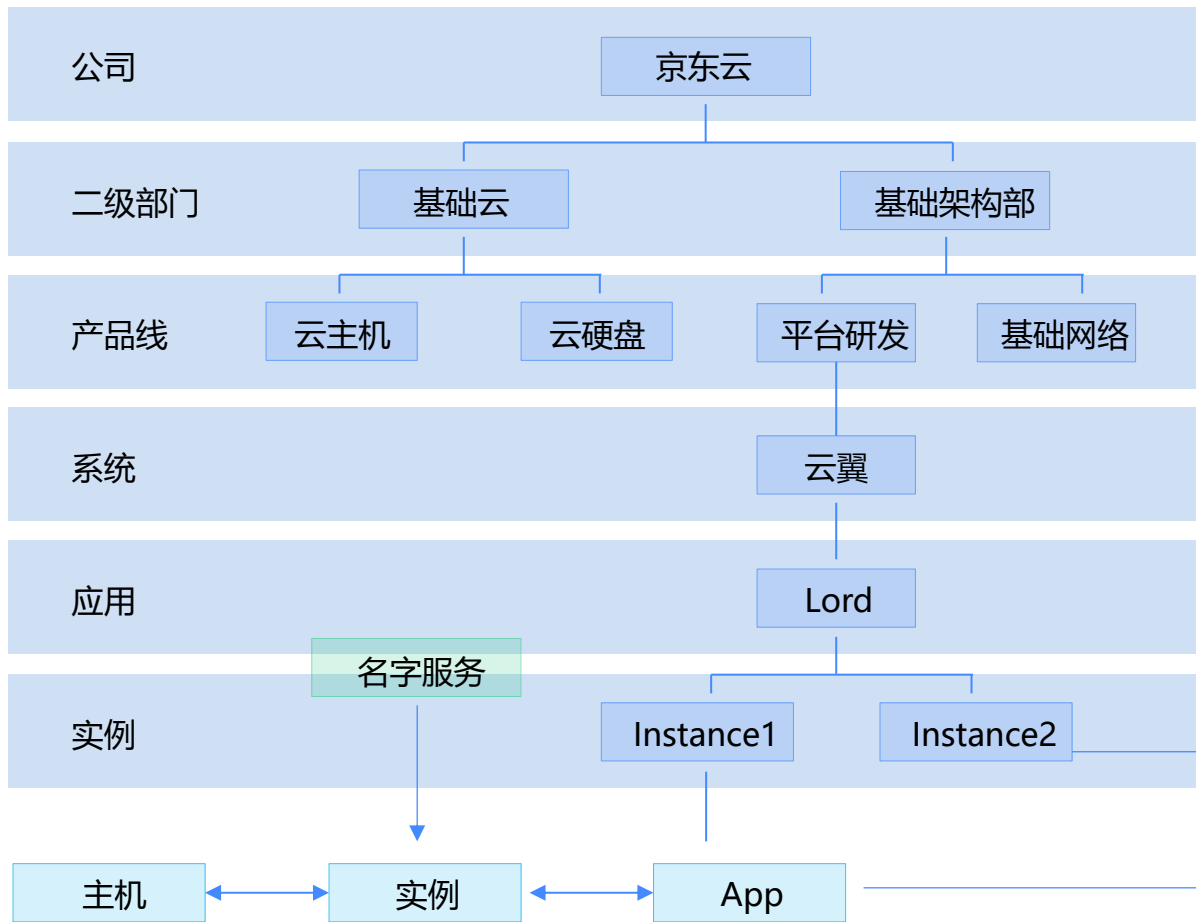 公司
京东云
二级部门
基础云
基础架构部
产品线
云主机
云硬盘
平台研发
基础网络
系统
云翼
应用
Lord
名字服务
实例
Instance1
Instance2
主机
实例
App